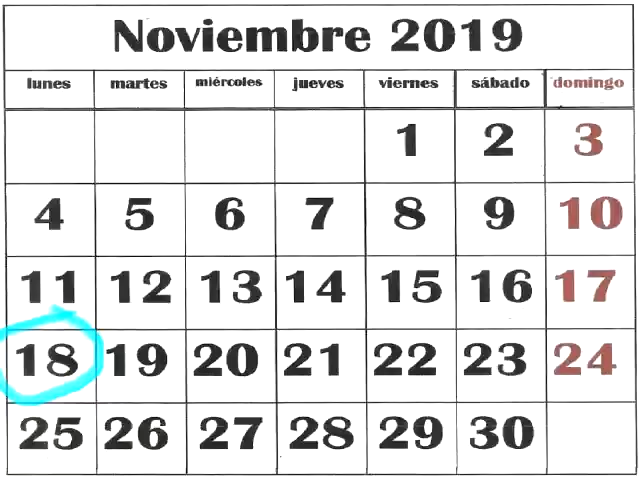 Noviembre 2019
lunes martes miércoles jueves viernes sábado domingo
1 2 3
4 5 6 7 8 9 10
11 12 13 14 15 16 17
18 19 20 21 22 23 24
25 26 27 28 29 30